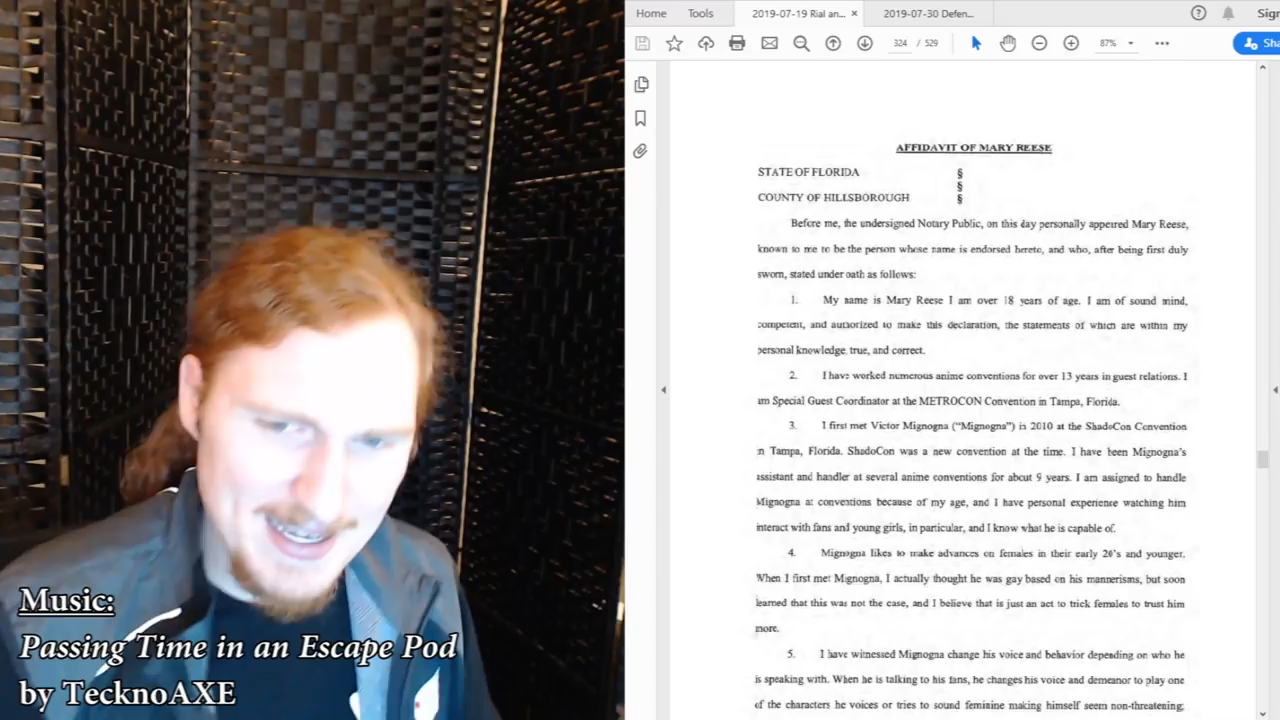 Home Tools 2019-07-19 Rial an... × 2019-07-30 Defen...
324 / 529 87%
AFFIDAVIT OF MARY REESE
STATE OF FLORIDA §
§
COUNTY OF HILLSBOROUGH §
Before me, the undersigned Notary Public, on this day personally appeared Mary Reese,
known to me to be the person whose name is endorsed hereto, and who, after being first duly
sworn, stated under oath as follows:
1. My name is Mary Reese I am over 18 years of age. I am of sound mind,
competent, and authorized to make this declaration, the statements of which are within my
personal knowledge, true, and correct.
2. I have worked numerous anime conventions for over 13 years in guest relations. I
am Special Guest Coordinator at the METROCON Convention in Tampa, Florida.
3. I first met Victor Mignogna ("Mignogna") in 2010 at the ShadoCon Convention
in Tampa, Florida. ShadoCon was a new convention at the time. I have been Mignogna's
assistant and handler at several anime conventions for about 9 years. I am assigned to handle
Mignogna at conventions because of my age, and I have personal experience watching him
interact with fans and young girls, in particular, and I know what he is capable of.
4. Mignogna likes to make advances on females in their early 20's and younger.
When I first met Mignogna, I actually thought he was gay based on his mannerisms, but soon
learned that this was not the case, and I believe that is just an act to trick females to trust him
more.
5. I have witnessed Mignogna change his voice and behavior depending on who he
is speaking with. When he is talking to his fans, he changes his voice and demeanor to play one
of the characters he voices or tries to sound feminine making himself seem non-threatening;
Music:
Passing Time in an Escape Pod
by TecknoAXE